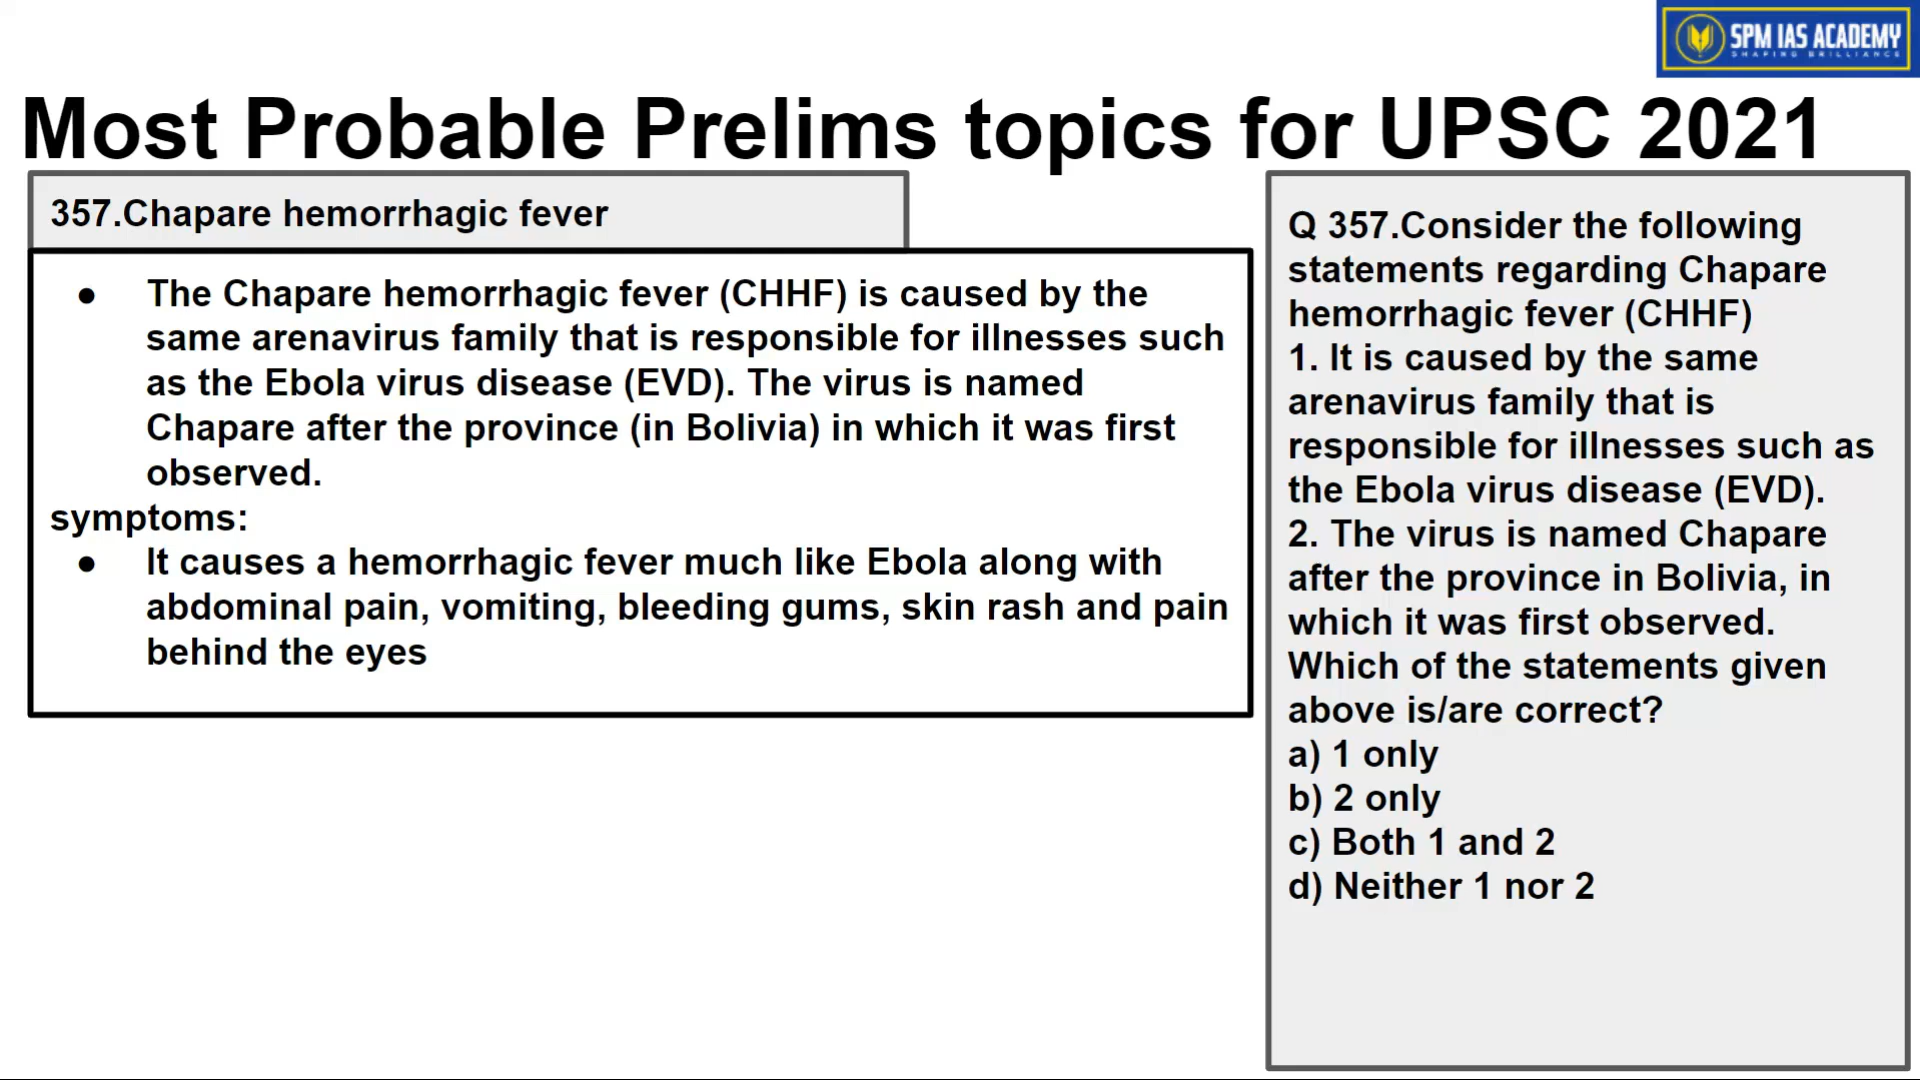 SPM IAS ACADEMY
SHAPING BRILLIANCE
Most Probable Prelims topics for UPSC 2021
357.Chapare hemorrhagic fever
● The Chapare hemorrhagic fever (CHHF) is caused by the
same arenavirus family that is responsible for illnesses such
as the Ebola virus disease (EVD). The virus is named
Chapare after the province (in Bolivia) in which it was first
observed.
symptoms:
● It causes a hemorrhagic fever much like Ebola along with
abdominal pain, vomiting, bleeding gums, skin rash and pain
behind the eyes
Q 357.Consider the following
statements regarding Chapare
hemorrhagic fever (CHHF)
1. It is caused by the same
arenavirus family that is
responsible for illnesses such as
the Ebola virus disease (EVD).
2. The virus is named Chapare
after the province in Bolivia, in
which it was first observed.
Which of the statements given
above is/are correct?
a) 1 only
b) 2 only
c) Both 1 and 2
d) Neither 1 nor 2